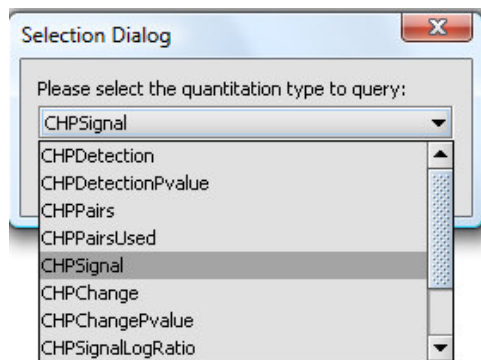 Selection Dialog
Please select the quantitation type to query:
CHPSignal
CHPDetection
CHPDetectionPvalue
CHPPairs
CHPPairsUsed
CHPSignal
CHPChange
CHPChangePvalue
CHPSignalLogRatio